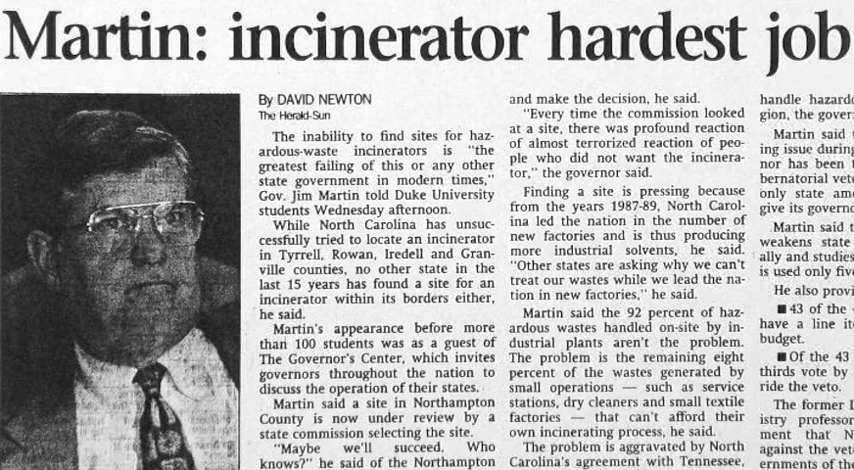 Martin: incinerator hardest job
By DAVID NEWTON
The Herald-Sun
The inability to find sites for haz-
ardous-waste incinerators is "the
greatest failing of this or any other
state government in modern times,"
Gov. Jim Martin told Duke University
students Wednesday afternoon.
While North Carolina has unsuc-
cessfully tried to locate an incinerator
in Tyrrell, Rowan, Iredell and Gran-
ville counties, no other state in the
last 15 years has found a site for an
incinerator within its borders either,
he said.
Martin's appearance before more
than 100 students was as a guest of
The Governor's Center, which invites
governors throughout the nation to
discuss the operation of their states.
Martin said a site in Northampton
County is now under review by a
state commission selecting the site.
"Maybe we'll succeed. Who
knows?" he said of the Northampton
and make the decision, he said.
"Every time the commission looked
at a site, there was profound reaction
of almost terrorized reaction of peo-
ple who did not want the incinera-
tor," the governor said.
Finding a site is pressing because
from the years 1987-89, North Carol-
ina led the nation in the number of
new factories and is thus producing
more industrial solvents, he said.
"Other states are asking why we can't
treat our wastes while we lead the na-
tion in new factories," he said.
Martin said the 92 percent of haz-
ardous wastes handled on-site by in-
dustrial plants aren't the problem.
The problem is the remaining eight
percent of the wastes generated by
small operations — such as service
stations, dry cleaners and small textile
factories — that can't afford their
own incinerating process, he said.
The problem is aggravated by North
Carolina's agreement with Tennessee,
handle hazardo
gion, the gover
Martin said t
ing issue during
nor has been t
bernatorial veto
only state amo
give its governo
Martin said t
weakens state
ally and studies
is used only five
He also provi
■ 43 of the
have a line ite
budget.
■ Of the 43
thirds vote by
ride the veto.
The former D
istry professor
ment that N
against the veto
ernments of the